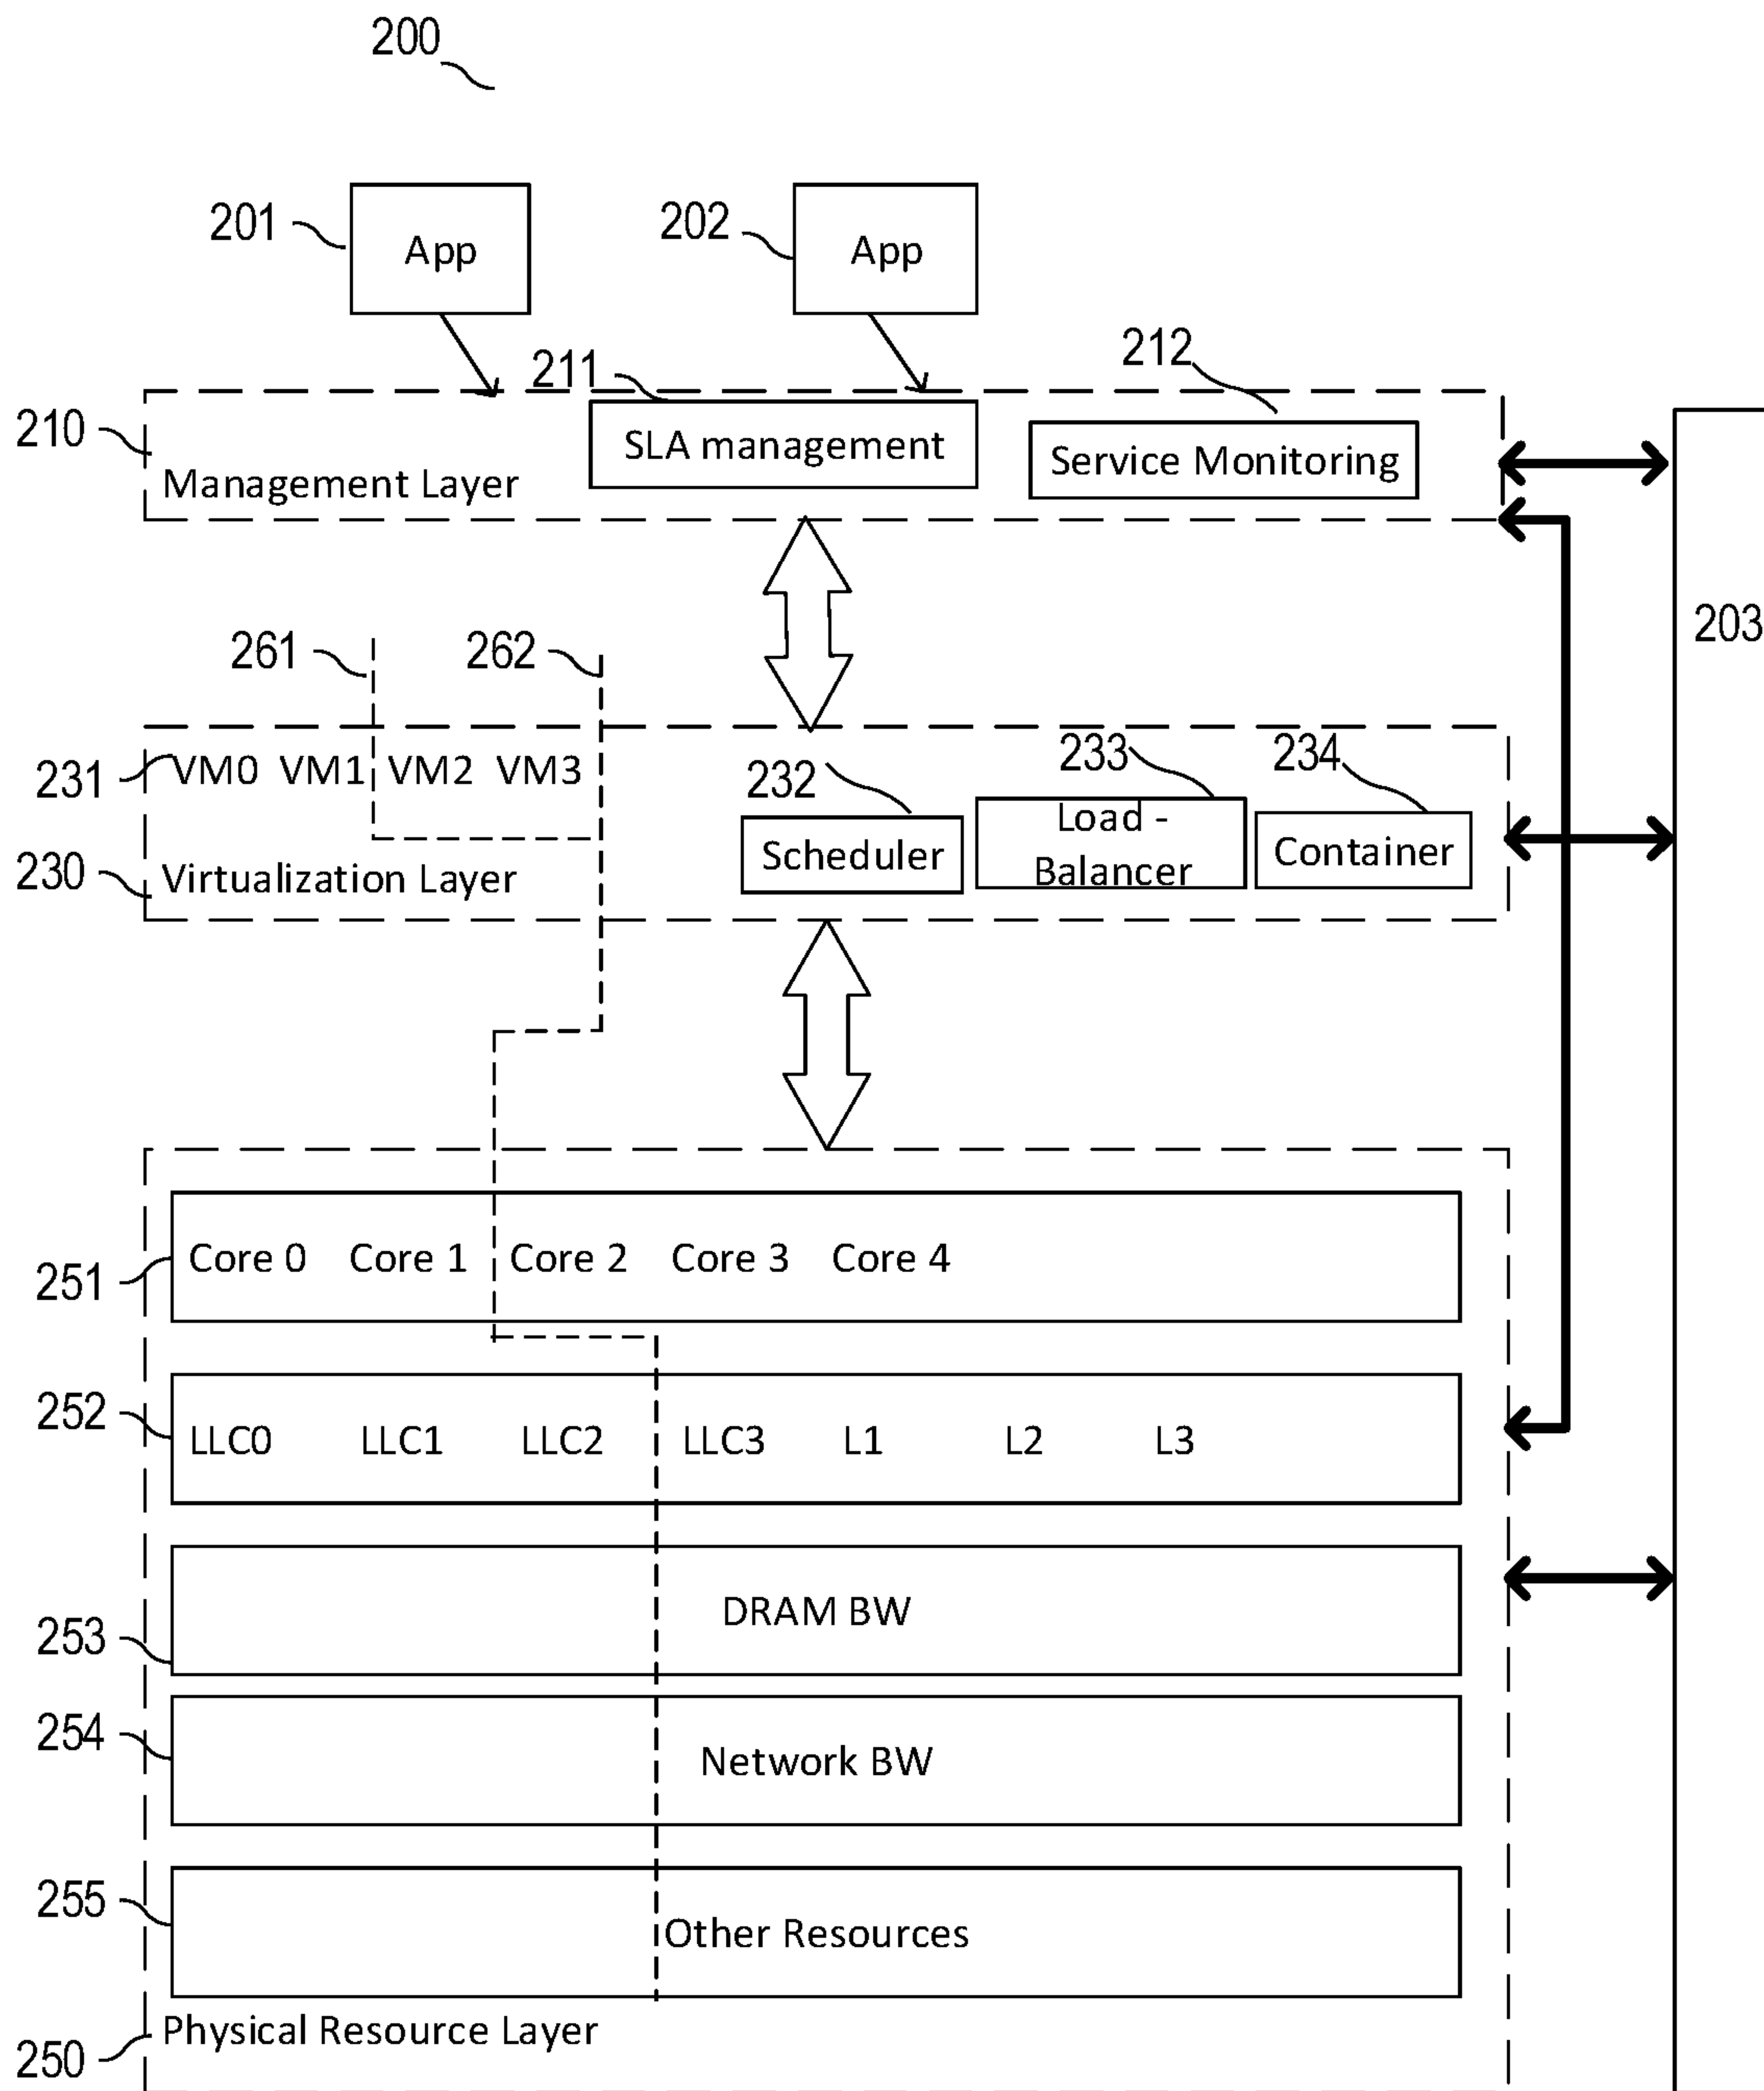 200
201
App
202
App
211
212
210
SLA management
Service Monitoring
Management Layer
203
261
262
231
VM0 VM1 VM2 VM3
232
233
234
Load -
Balancer
Scheduler
Container
230
Virtualization Layer
251
Core 0 Core 1 Core 2 Core 3 Core 4
252
LLC0 LLC1 LLC2 LLC3 L1 L2 L3
253
DRAM BW
254
Network BW
255
Other Resources
Physical Resource Layer
250